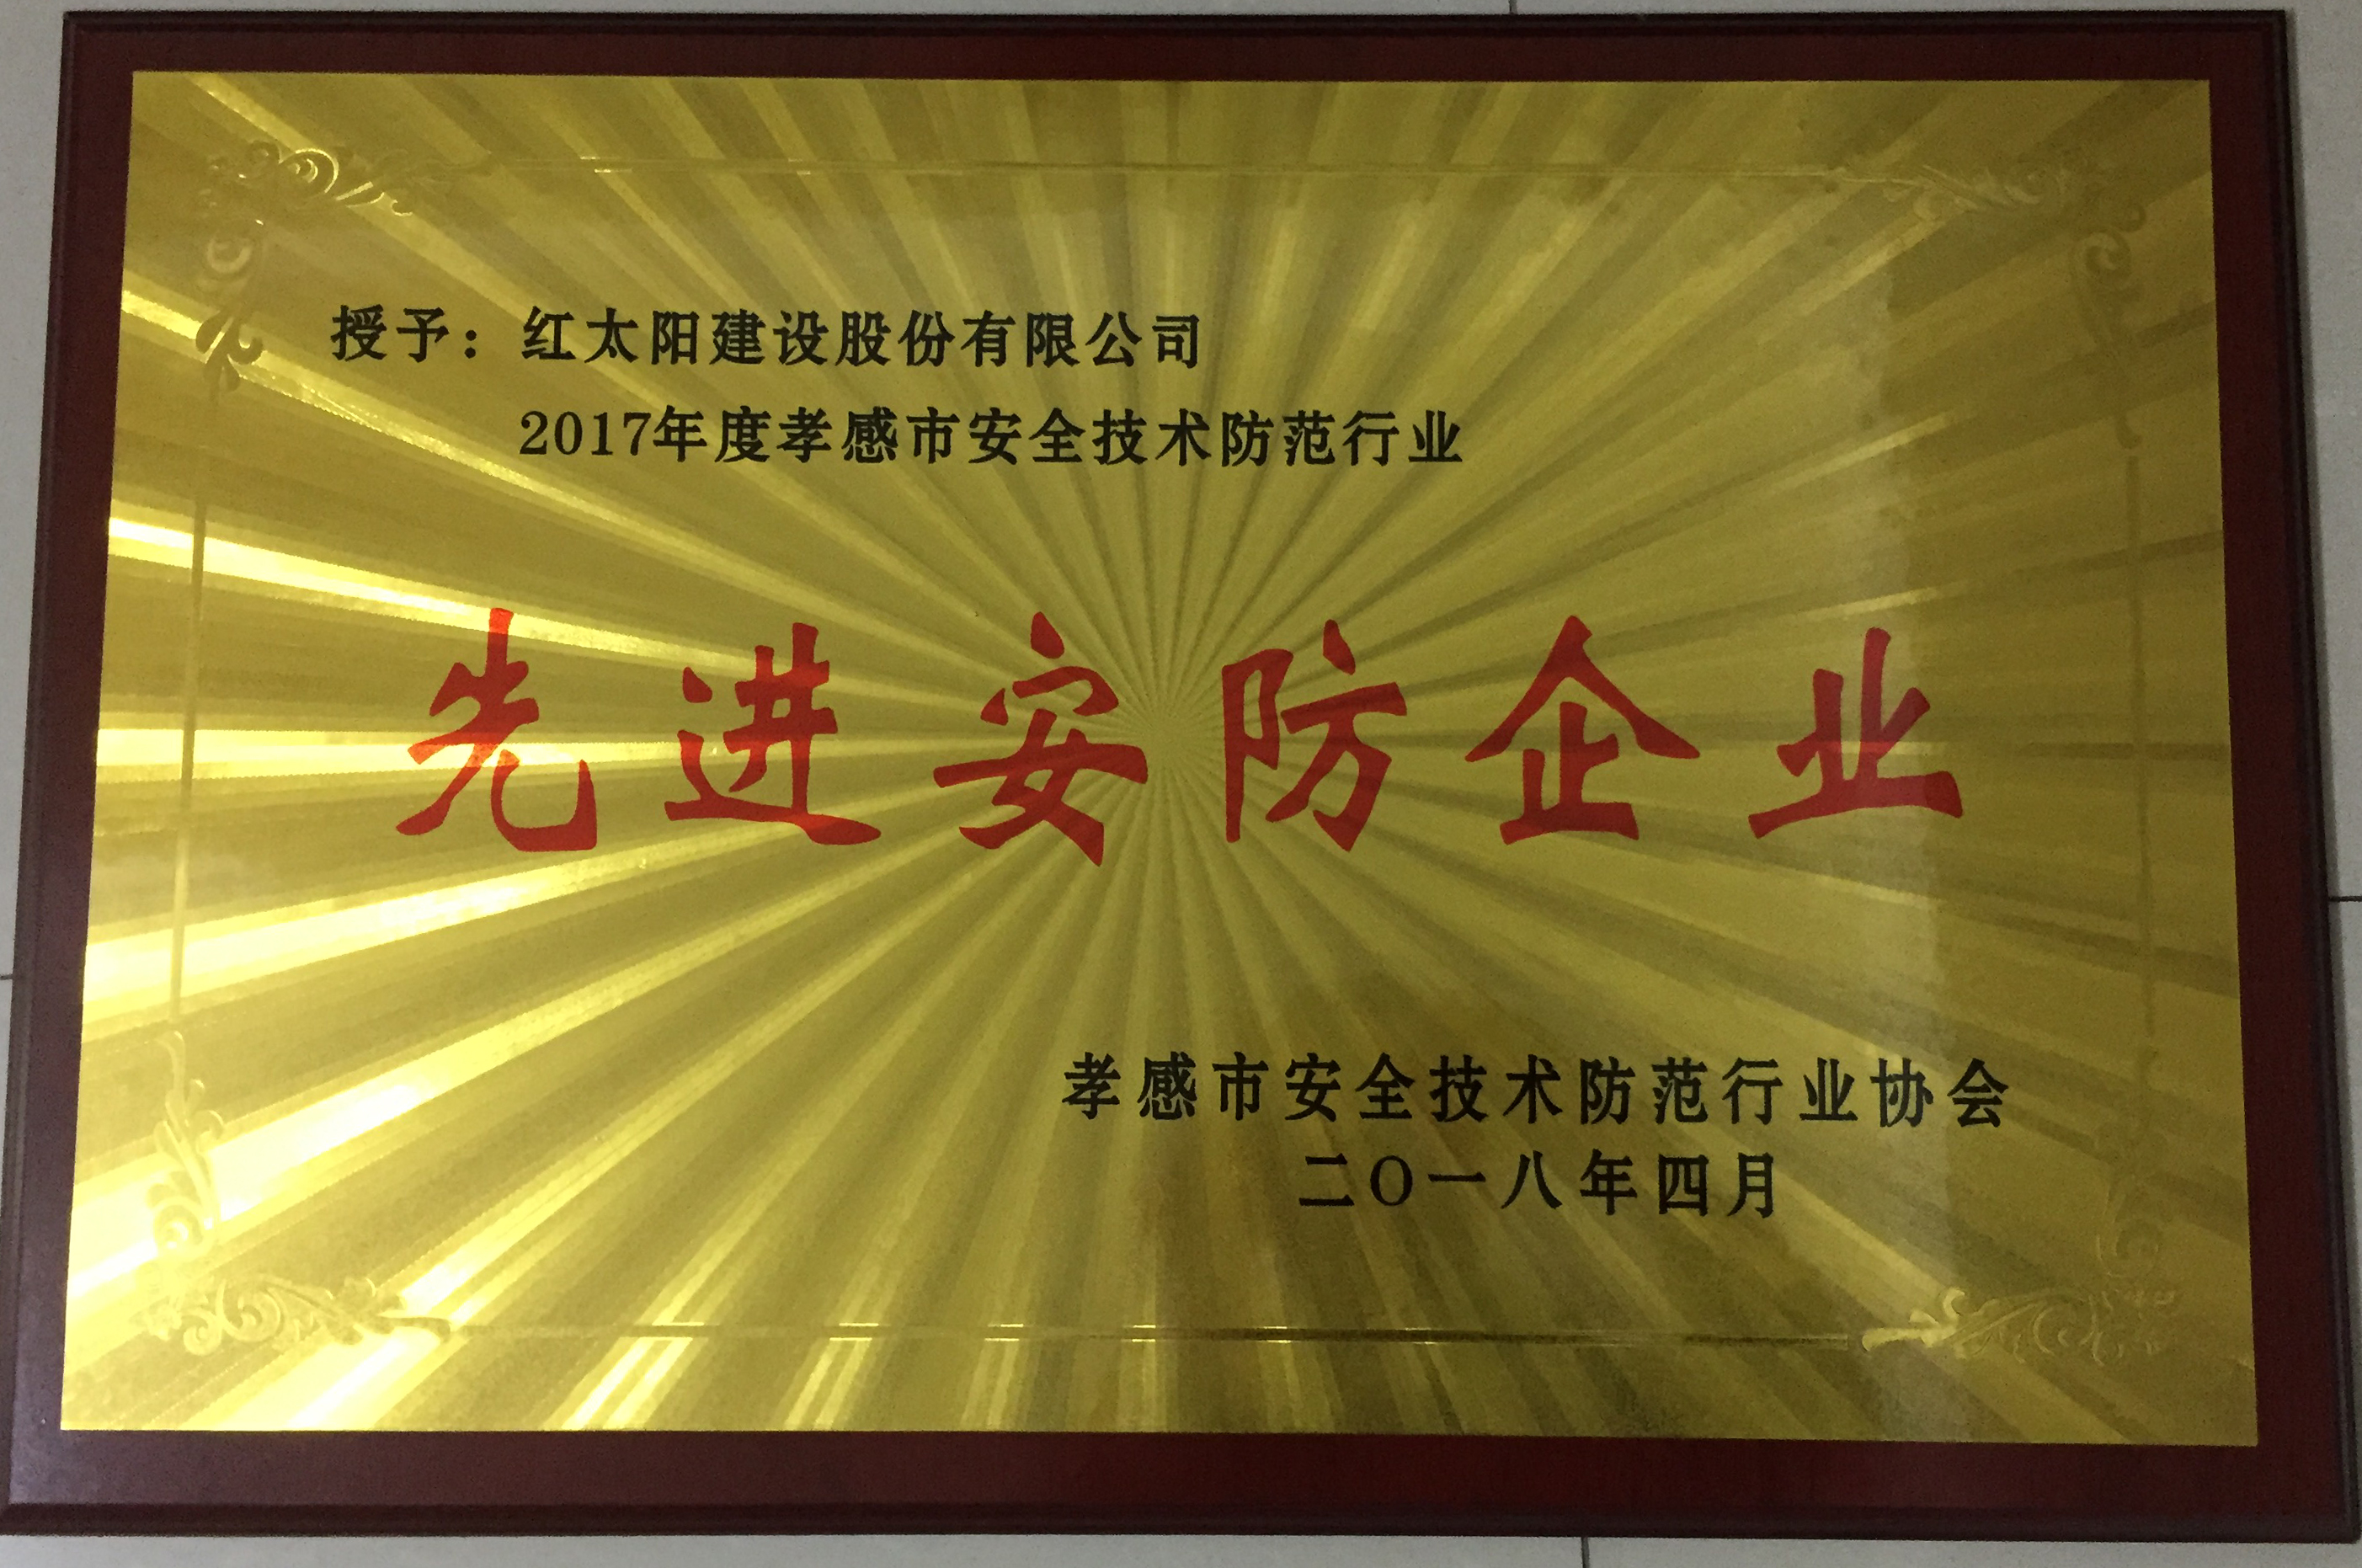 授予：红太阳建设股份有限公司
2017年度孝感市安全技术防范行业
先进安防企业
孝感市安全技术防范行业协会
二〇一八年四月